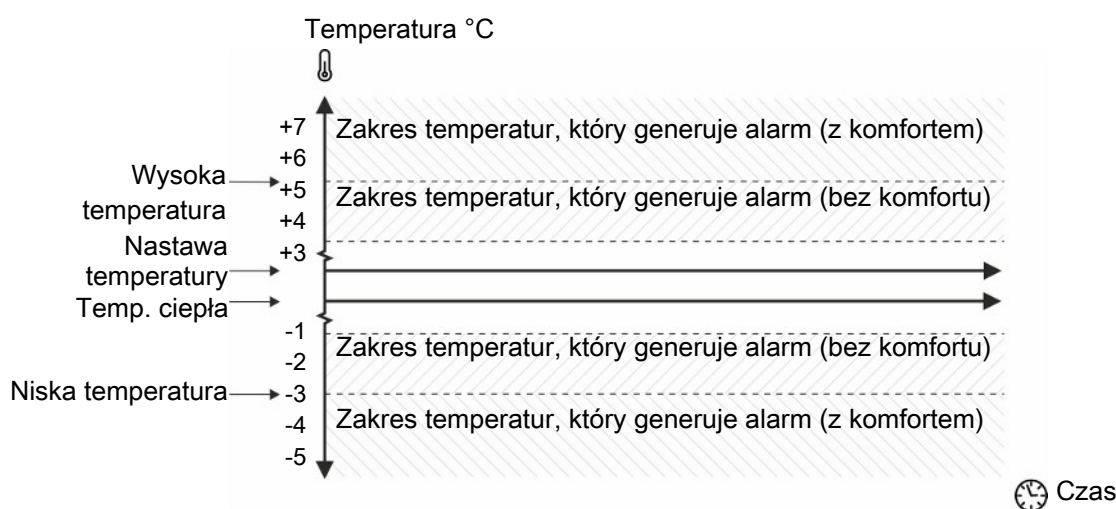 Temperatura °C
+7
Zakres temperatur, który generuje alarm (z komfortem)
+6
Wysoka
temperatura
+5
Zakres temperatur, który generuje alarm (bez komfortu)
+4
Nastawa
temperatury
+3
Temp. ciepła
-1
Zakres temperatur, który generuje alarm (bez komfortu)
-2
Niska temperatura
-3
-4
Zakres temperatur, który generuje alarm (z komfortem)
-5
Czas